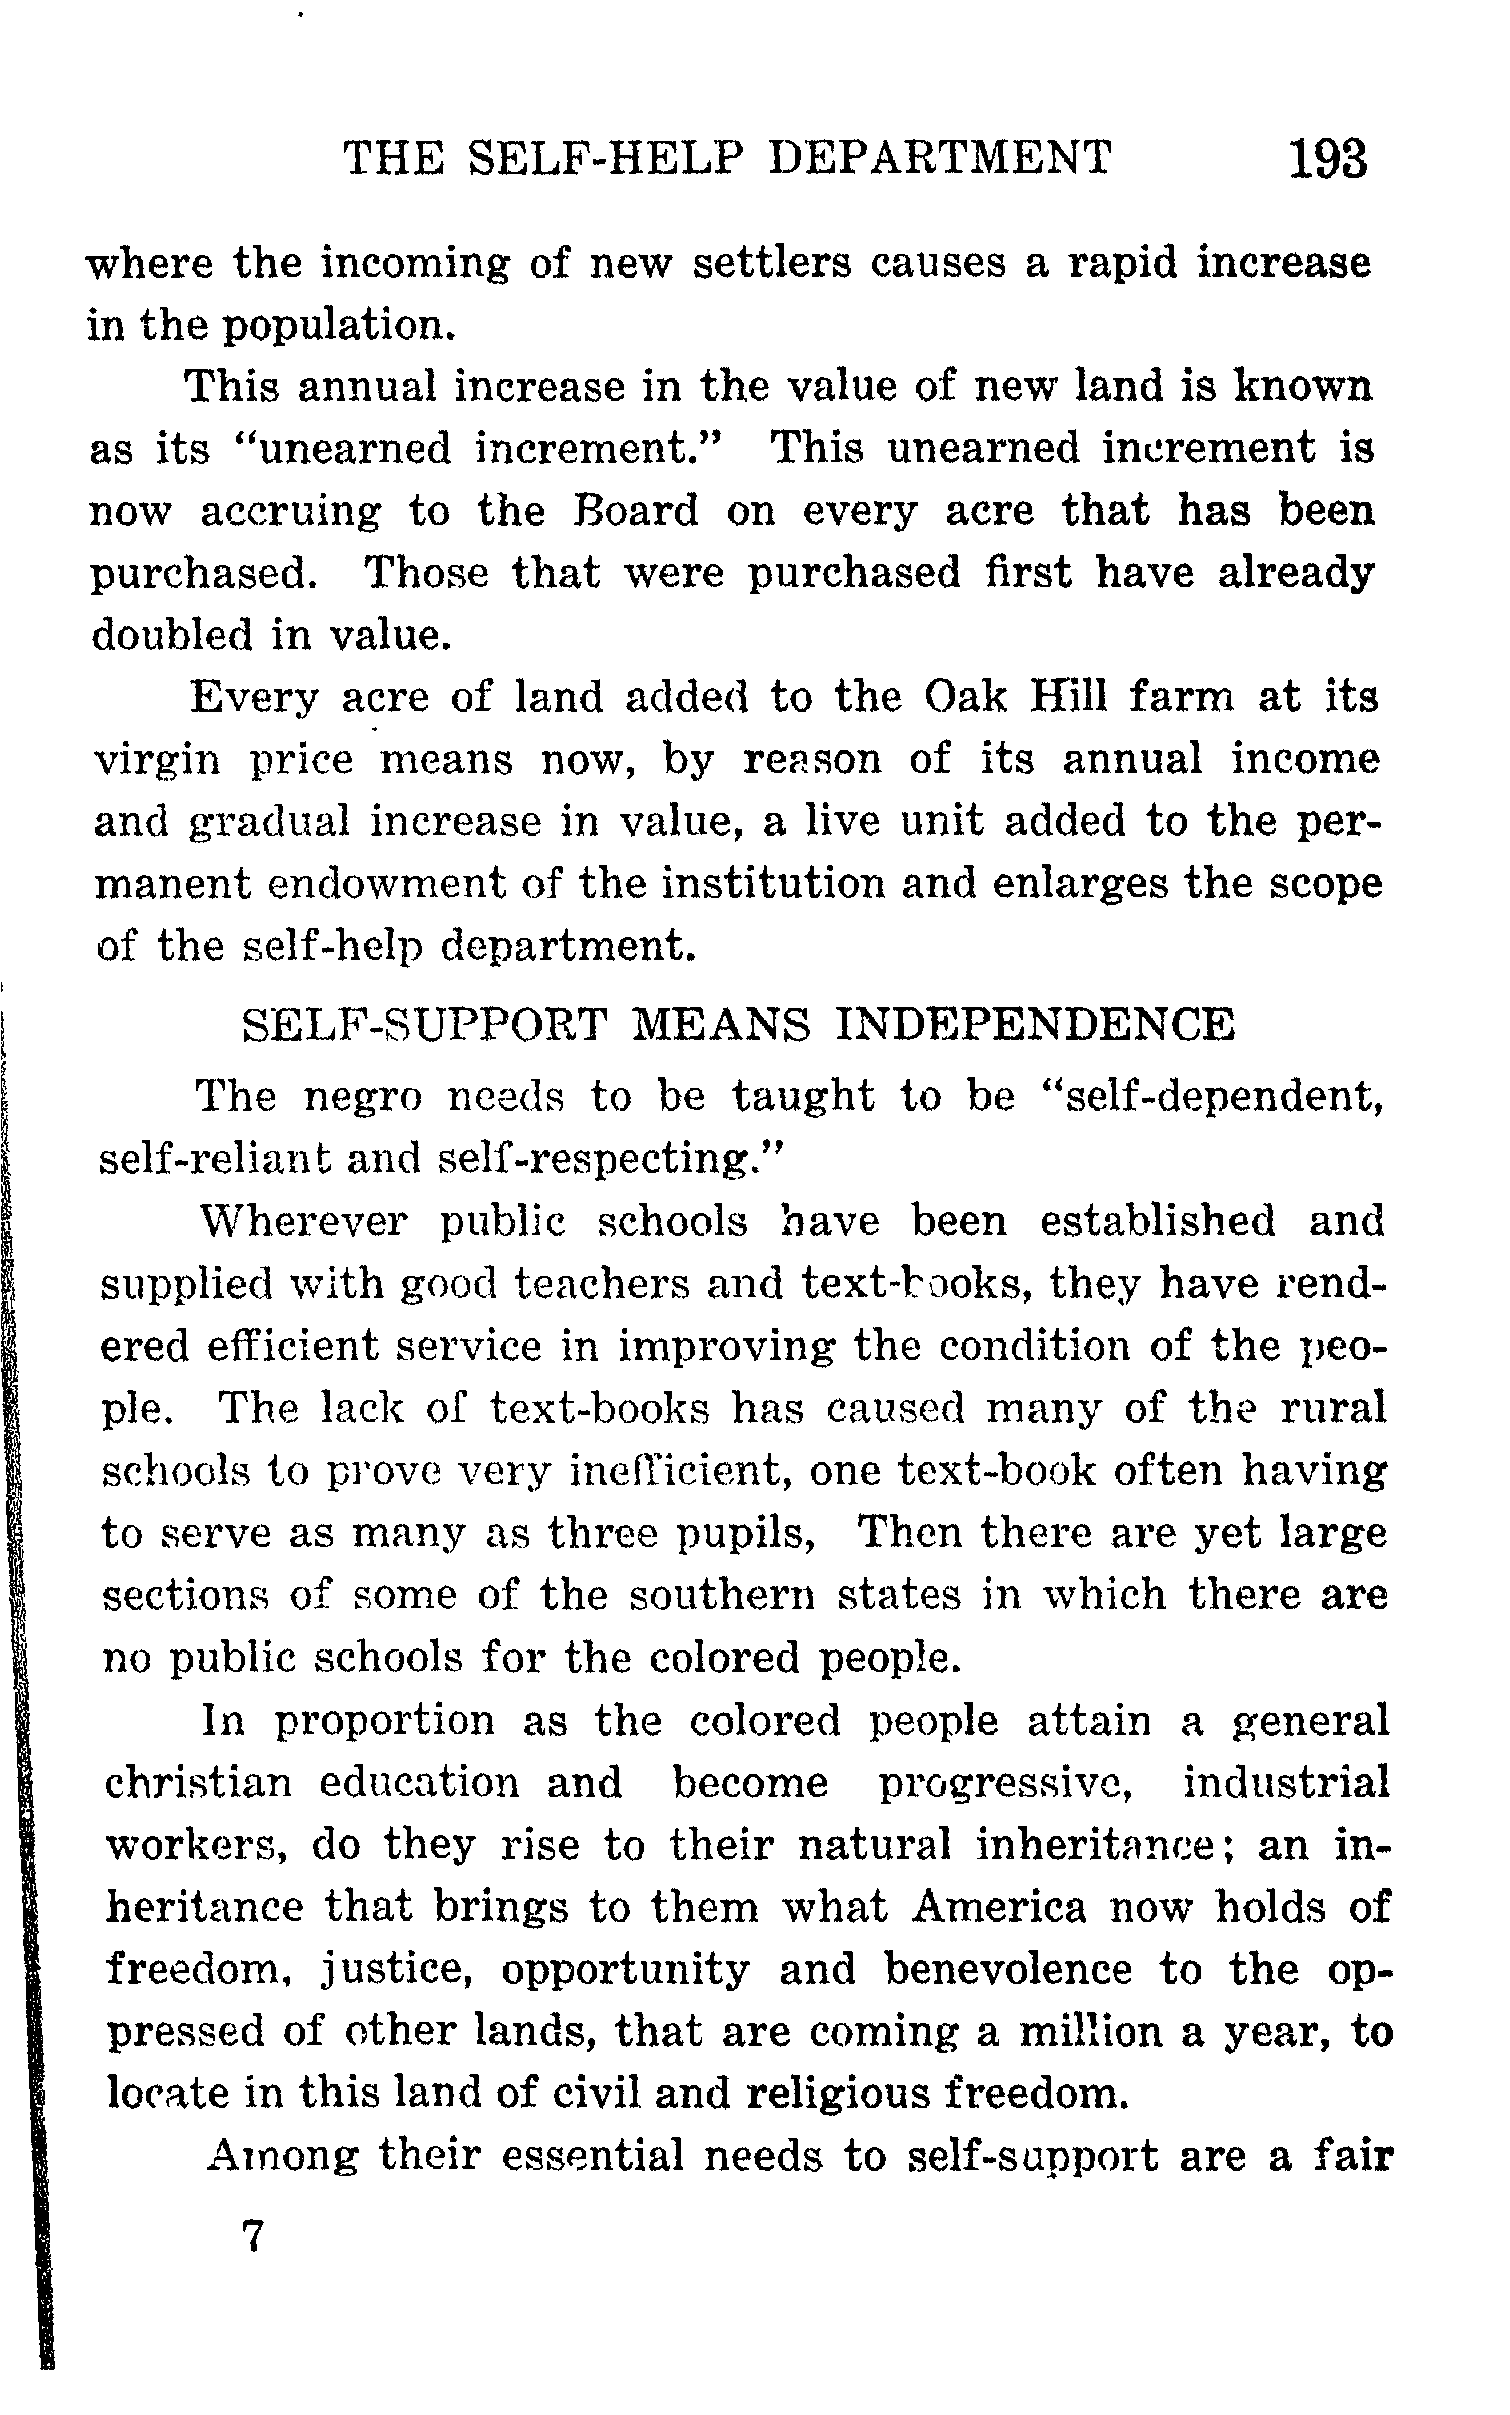 THE SELF-HELP DEPARTMENT 193
where the incoming of new settlers causes a rapid increase
in the population.
This annual increase in the value of new land is known
as its "unearned increment." This unearned increment is
now accruing to the Board on every acre that has been
purchased. Those that were purchased first have already
doubled in value.
Every acre of land added to the Oak Hill farm at its
virgin price means now, by reason of its annual income
and gradual increase in value, a live unit added to the per-
manent endowment of the institution and enlarges the scope
of the self-help department.
SELF-SUPPORT MEANS INDEPENDENCE
The negro needs to be taught to be "self-dependent,
self-reliant and self-respecting."
Wherever public schools have been established and
supplied with good teachers and text-books, they have rend-
ered efficient service in improving the condition of the peo-
ple. The lack of text-books has caused many of the rural
schools to prove very inefficient, one text-book often having
to serve as many as three pupils, Then there are yet large
sections of some of the southern states in which there are
no public schools for the colored people.
In proportion as the colored people attain a general
christian education and become progressive, industrial
workers, do they rise to their natural inheritance; an in-
heritance that brings to them what America now holds of
freedom, justice, opportunity and benevolence to the op-
pressed of other lands, that are coming a million a year, to
locate in this land of civil and religious freedom.
Among their essential needs to self-support are a fair
7